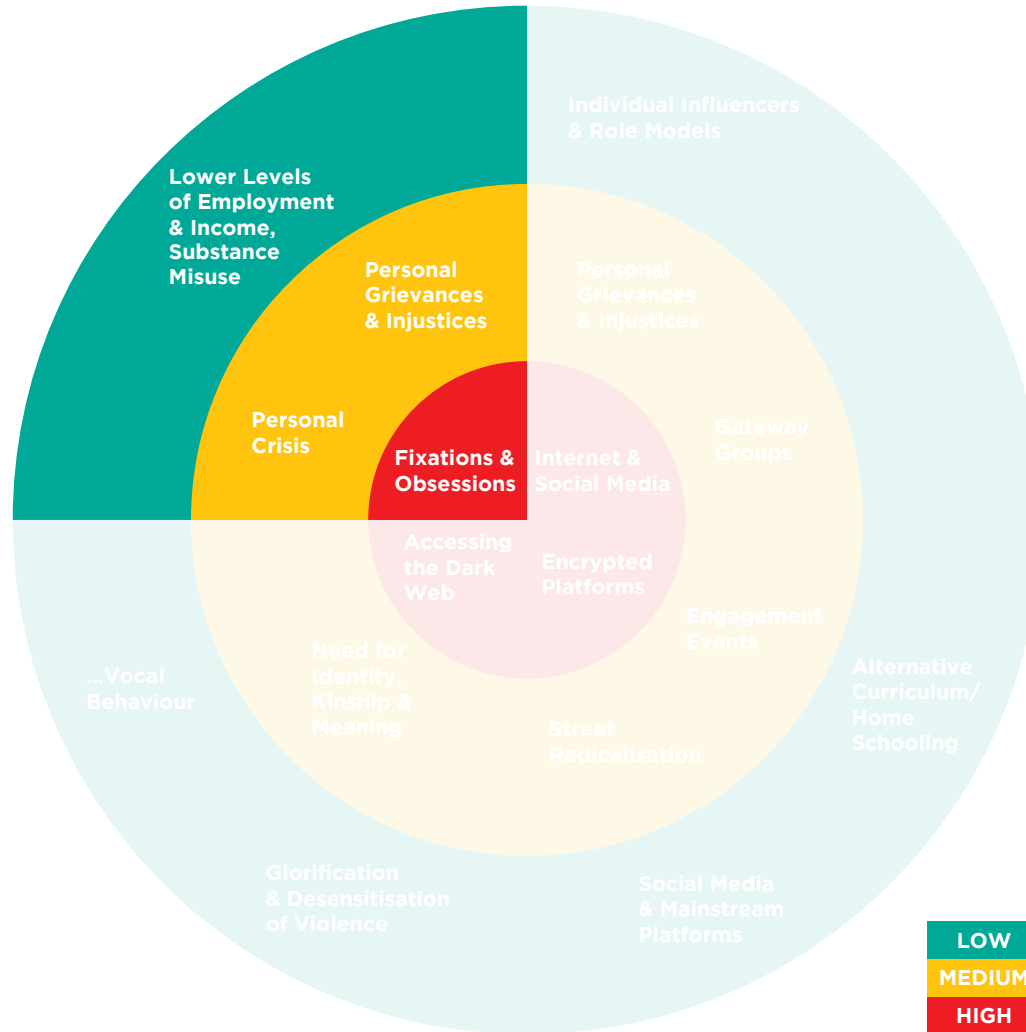 Individual Influencers
& Role Models
Lower Levels
of Employment
& Income,
Substance
Misuse
Personal
Grievances
& Injustices
Personal
Grievances
& Injustices
Personal
Crisis
Gateway
Groups
Fixations &
Obsessions
Internet &
Social Media
Accessing
the Dark
Web
Encrypted
Platforms
Engagement
Events
Need for
Identity,
Kinship &
Meaning
...Vocal
Behaviour
Alternative
Curriculum/
Home
Schooling
Street
Radicalisation
Glorification
& Desensitisation
of Violence
Social Media
& Mainstream
Platforms
LOW
MEDIUM
HIGH